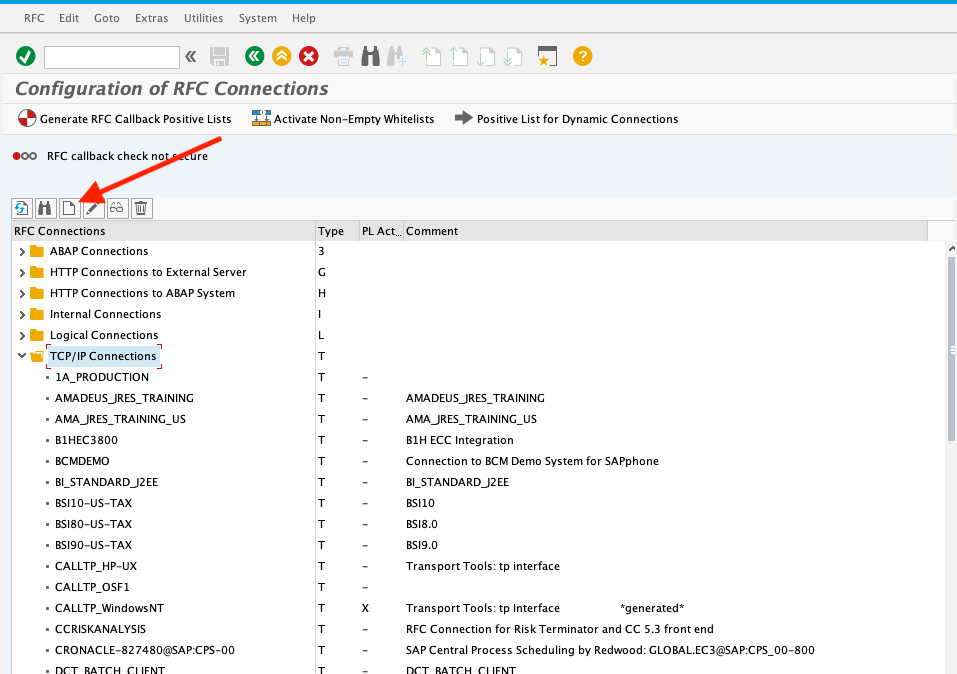 RFC Edit Goto Extras Utilities System Help
Configuration of RFC Connections
Generate RFC Callback Positive Lists Activate Non-Empty Whitelists Positive List for Dynamic Connections
RFC callback check not secure
RFC Connections Type PL Act... Comment
ABAP Connections 3
HTTP Connections to External Server G
HTTP Connections to ABAP System H
Internal Connections I
Logical Connections L
TCP/IP Connections T
1A_PRODUCTION T –
AMADEUS_JRES_TRAINING T – AMADEUS_JRES_TRAINING
AMA_JRES_TRAINING_US T – AMA_JRES_TRAINING_US
B1HEC3800 T – B1H ECC Integration
BCMDEMO T – Connection to BCM Demo System for SAPphone
BI_STANDARD_J2EE T – BI_STANDARD_J2EE
BSI10-US-TAX T – BSI10
BSI80-US-TAX T – BSI8.0
BSI90-US-TAX T – BSI9.0
CALLTP_HP-UX T – Transport Tools: tp interface
CALLTP_OSF1 T –
CALLTP_WindowsNT T X Transport Tools: tp Interface *generated*
CCRISKANALYSIS T – RFC Connection for Risk Terminator and CC 5.3 front end
CRONACLE-827480@SAP:CPS-00 T – SAP Central Process Scheduling by Redwood: GLOBAL.EC3@SAP:CPS_00-800
DCT_BATCH_CLIENT T – DCT_BATCH_CLIENT